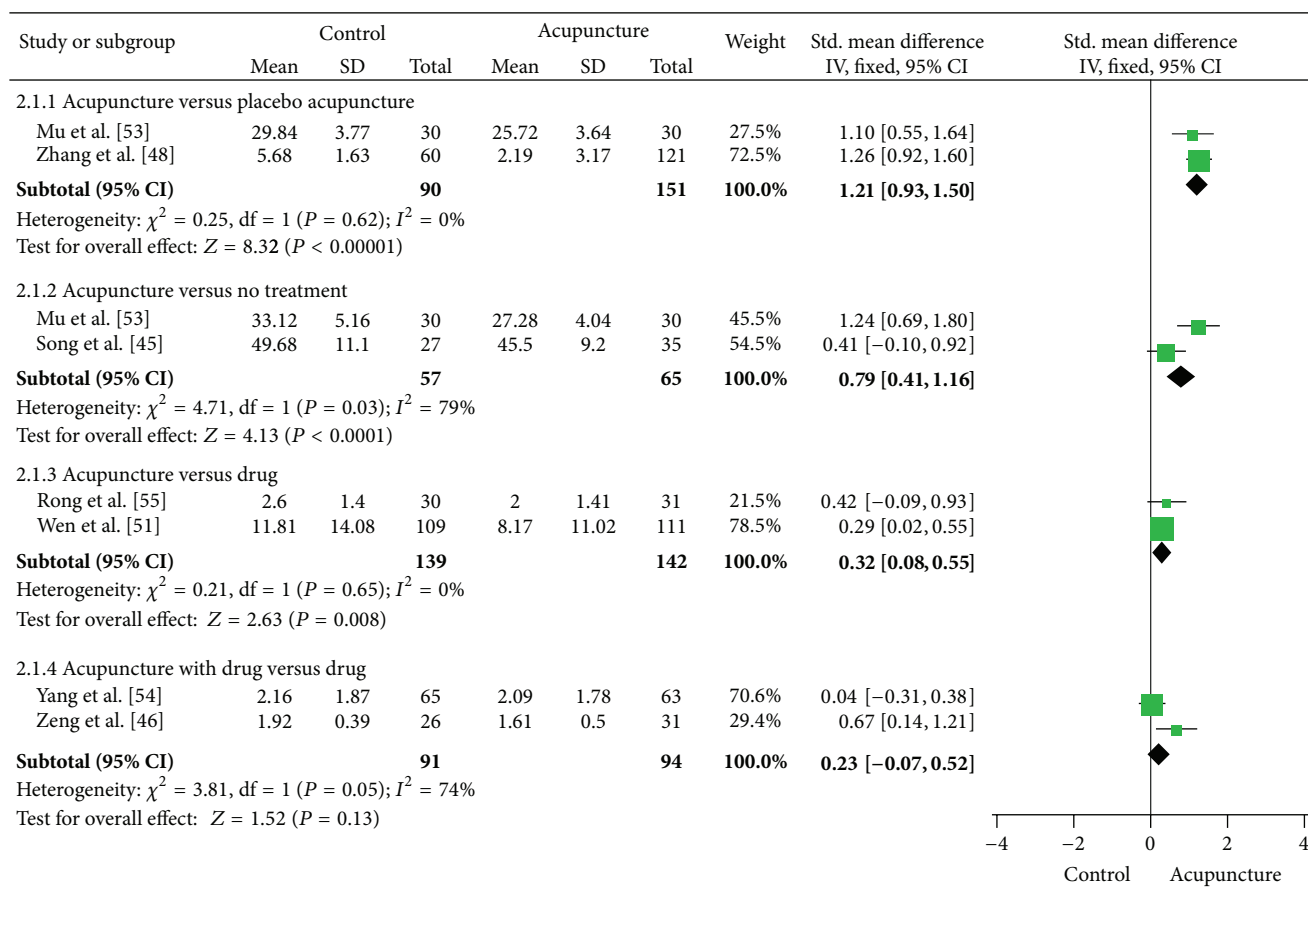 Study or subgroup Control Acupuncture Weight Std. mean difference Std. mean difference
Mean SD Total Mean SD Total IV, fixed, 95% CI IV, fixed, 95% CI
2.1.1 Acupuncture versus placebo acupuncture
Mu et al. [53] 29.84 3.77 30 25.72 3.64 30 27.5% 1.10 [0.55, 1.64]
Zhang et al. [48] 5.68 1.63 60 2.19 3.17 121 72.5% 1.26 [0.92, 1.60]
Subtotal (95% CI) 90 151 100.0% 1.21 [0.93, 1.50]
Heterogeneity: χ² = 0.25, df = 1 (P = 0.62); I² = 0%
Test for overall effect: Z = 8.32 (P < 0.00001)
2.1.2 Acupuncture versus no treatment
Mu et al. [53] 33.12 5.16 30 27.28 4.04 30 45.5% 1.24 [0.69, 1.80]
Song et al. [45] 49.68 11.1 27 45.5 9.2 35 54.5% 0.41 [−0.10, 0.92]
Subtotal (95% CI) 57 65 100.0% 0.79 [0.41, 1.16]
Heterogeneity: χ² = 4.71, df = 1 (P = 0.03); I² = 79%
Test for overall effect: Z = 4.13 (P < 0.0001)
2.1.3 Acupuncture versus drug
Rong et al. [55] 2.6 1.4 30 2 1.41 31 21.5% 0.42 [−0.09, 0.93]
Wen et al. [51] 11.81 14.08 109 8.17 11.02 111 78.5% 0.29 [0.02, 0.55]
Subtotal (95% CI) 139 142 100.0% 0.32 [0.08, 0.55]
Heterogeneity: χ² = 0.21, df = 1 (P = 0.65); I² = 0%
Test for overall effect: Z = 2.63 (P = 0.008)
2.1.4 Acupuncture with drug versus drug
Yang et al. [54] 2.16 1.87 65 2.09 1.78 63 70.6% 0.04 [−0.31, 0.38]
Zeng et al. [46] 1.92 0.39 26 1.61 0.5 31 29.4% 0.67 [0.14, 1.21]
Subtotal (95% CI) 91 94 100.0% 0.23 [−0.07, 0.52]
Heterogeneity: χ² = 3.81, df = 1 (P = 0.05); I² = 74%
Test for overall effect: Z = 1.52 (P = 0.13)
−4 −2 0 2 4
Control Acupuncture